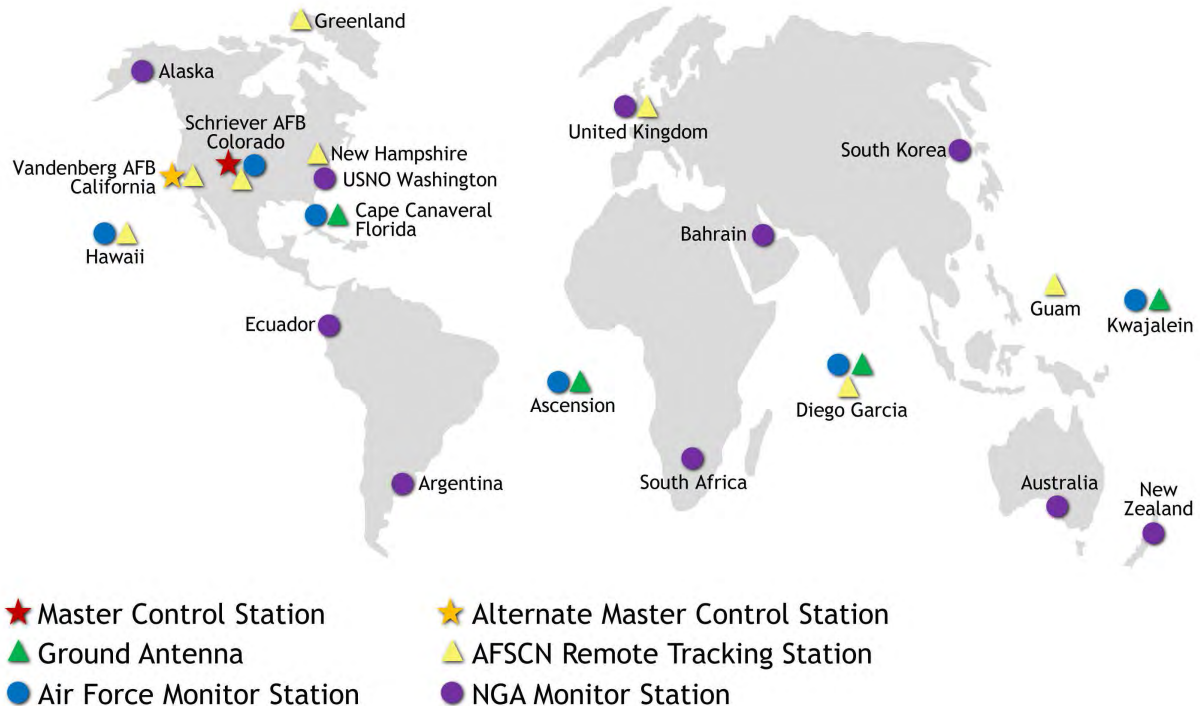 Greenland
Alaska
Schriever AFB
Colorado
New Hampshire
Vandenberg AFB
California
USNO Washington
Cape Canaveral
Florida
Hawaii
United Kingdom
South Korea
Bahrain
Guam
Kwajalein
Ecuador
Ascension
Diego Garcia
Argentina
South Africa
Australia
New
Zealand
Master Control Station
Alternate Master Control Station
Ground Antenna
AFSCN Remote Tracking Station
Air Force Monitor Station
NGA Monitor Station